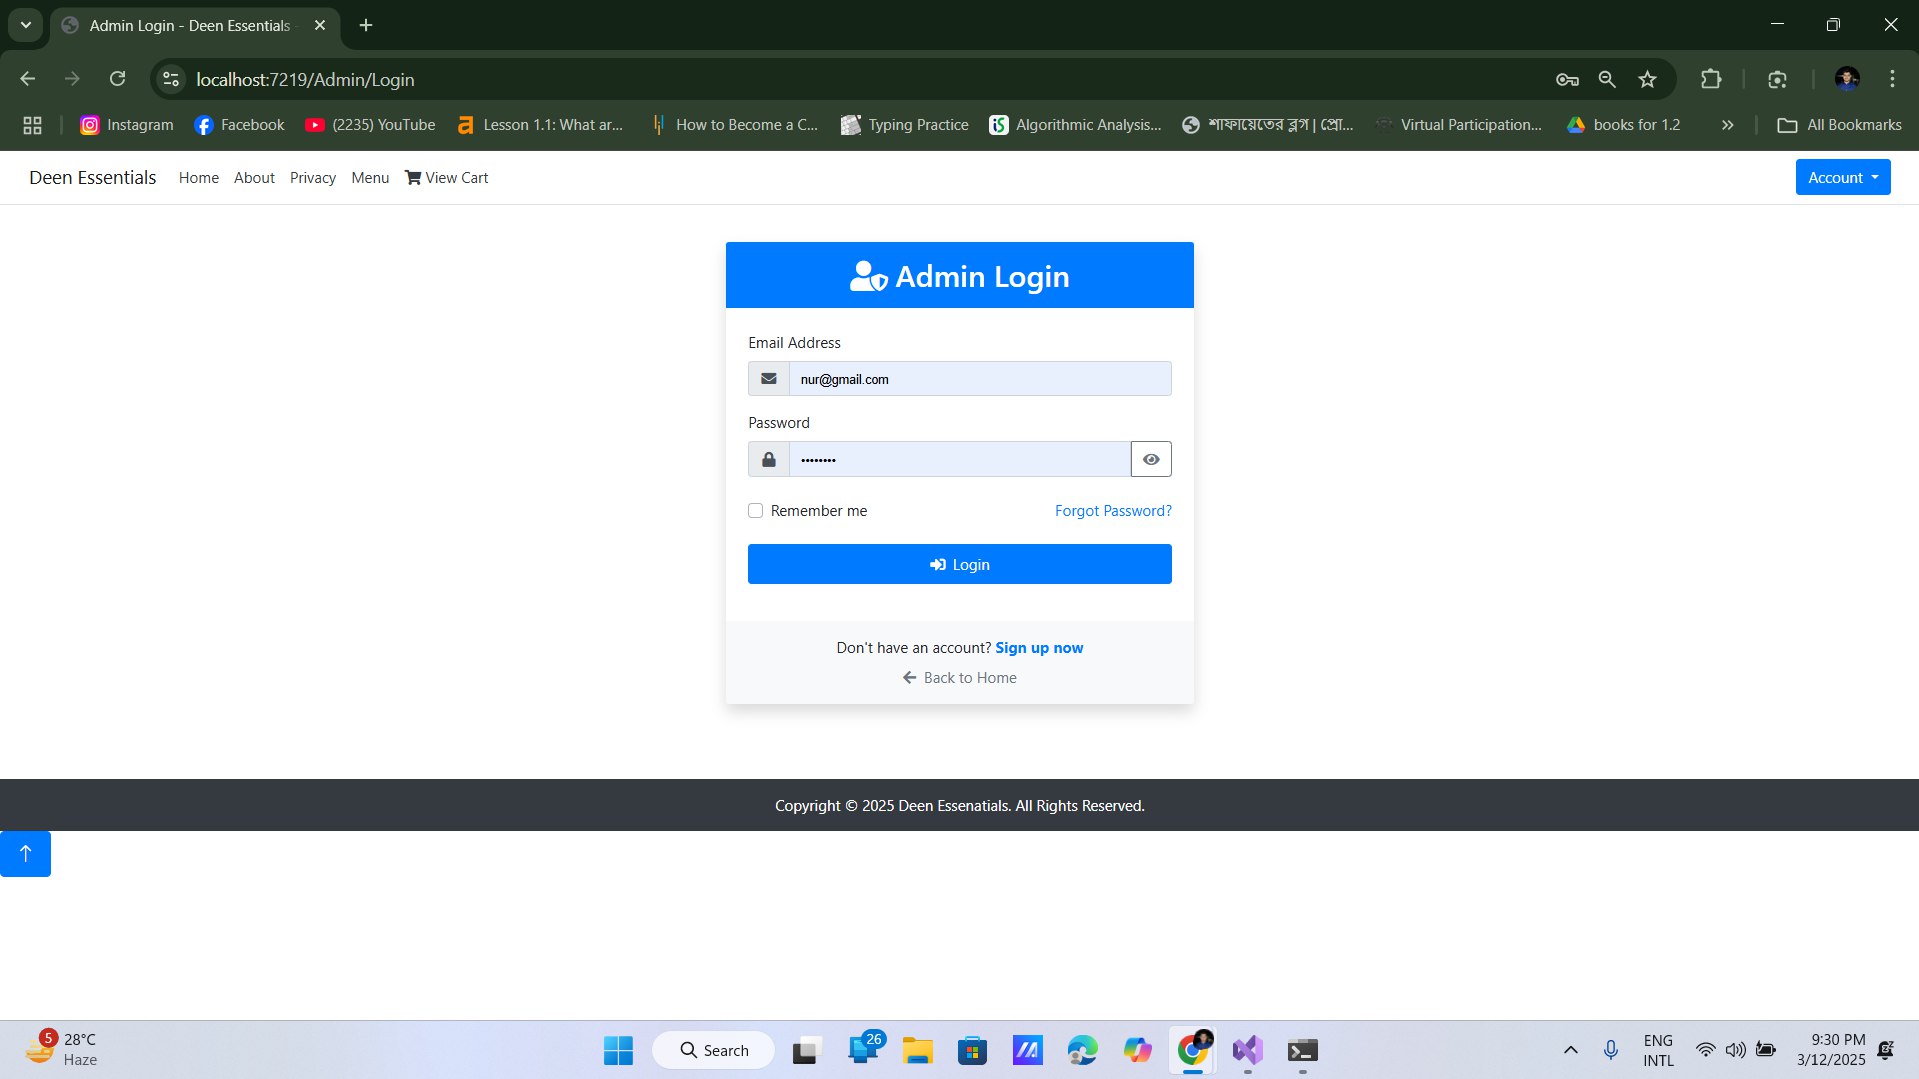 Admin Login - Deen Essentials -
localhost:7219/Admin/Login
Instagram Facebook (2235) YouTube Lesson 1.1: What ar... How to Become a C... Typing Practice Algorithmic Analysis... শাফায়েতের ব্লগ | প্রো... Virtual Participation... books for 1.2 » All Bookmarks
Deen Essentials Home About Privacy Menu View Cart Account
Admin Login
Email Address
nur@gmail.com
Password
••••••••
Remember me Forgot Password?
Login
Don't have an account? Sign up now
Back to Home
Copyright © 2025 Deen Essenatials. All Rights Reserved.
5 28°C
Haze
Search
26
ENG
INTL
9:30 PM
3/12/2025